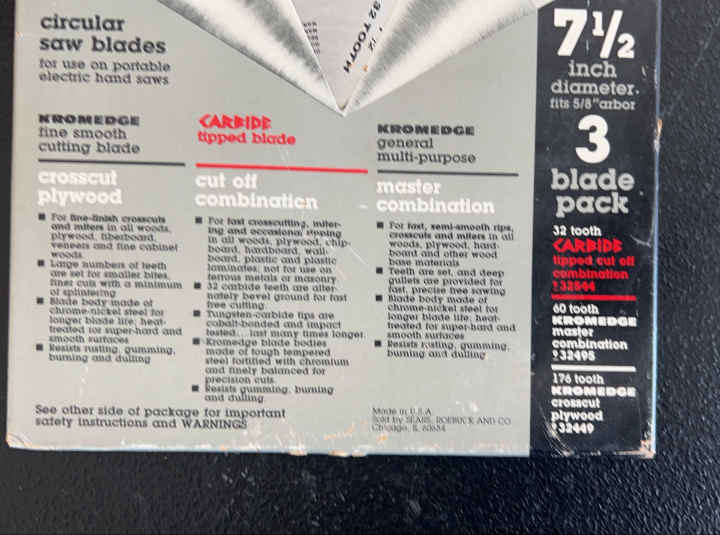 circular
saw blades
for use on portable
electric hand saws
32 TOOTH
KROMEDGE
fine smooth
cutting blade
crosscut
plywood
■ For fine-finish crosscuts
and miters in all woods,
plywood, fiberboard,
veneers and fine cabinet
woods.
■ Large numbers of teeth
are set for smaller bites,
finer cuts with a minimum
of splintering
■ Blade body made of
chrome-nickel steel for
longer blade life; heat-
treated for super-hard and
smooth surfaces
■ Resists rusting, gumming,
burning and dulling
CARBIDE
tipped blade
cut off
combination
■ For fast crosscutting, miter-
ing and occasional ripping
in all woods, plywood, chip-
board, hardboard, wall-
board, plastic and plastic
laminates; not for use on
ferrous metals or masonry
■ 32 carbide teeth are alter-
nately bevel ground for fast
free cutting
■ Tungsten-carbide tips are
cobalt-bonded and impact
tested....last many times longer
■ Kromedge blade bodies
made of tough tempered
steel fortified with chromium
and finely balanced for
precision cuts.
■ Resists gumming, burning
and dulling
KROMEDGE
general
multi-purpose
master
combination
■ For fast, semi-smooth rips,
crosscuts and miters in all
woods, plywood, hard-
board and other wood
base materials
■ Teeth are set, and deep
gullets are provided for
fast, precise free sawing
■ Blade body made of
chrome-nickel steel for
longer blade life; heat-
treated for super-hard and
smooth surfaces
■ Resists rusting, gumming,
burning and dulling
See other side of package for important
safety instructions and WARNINGS
Made in U.S.A.
Sold by SEARS, ROEBUCK AND CO.
Chicago, IL 60684
7½
inch
diameter.
fits 5/8" arbor
3
blade
pack
32 tooth
CARBIDE
tipped cut off
combination
932844
60 tooth
KROMEDGE
master
combination
932495
176 tooth
KROMEDGE
crosscut
plywood
932449